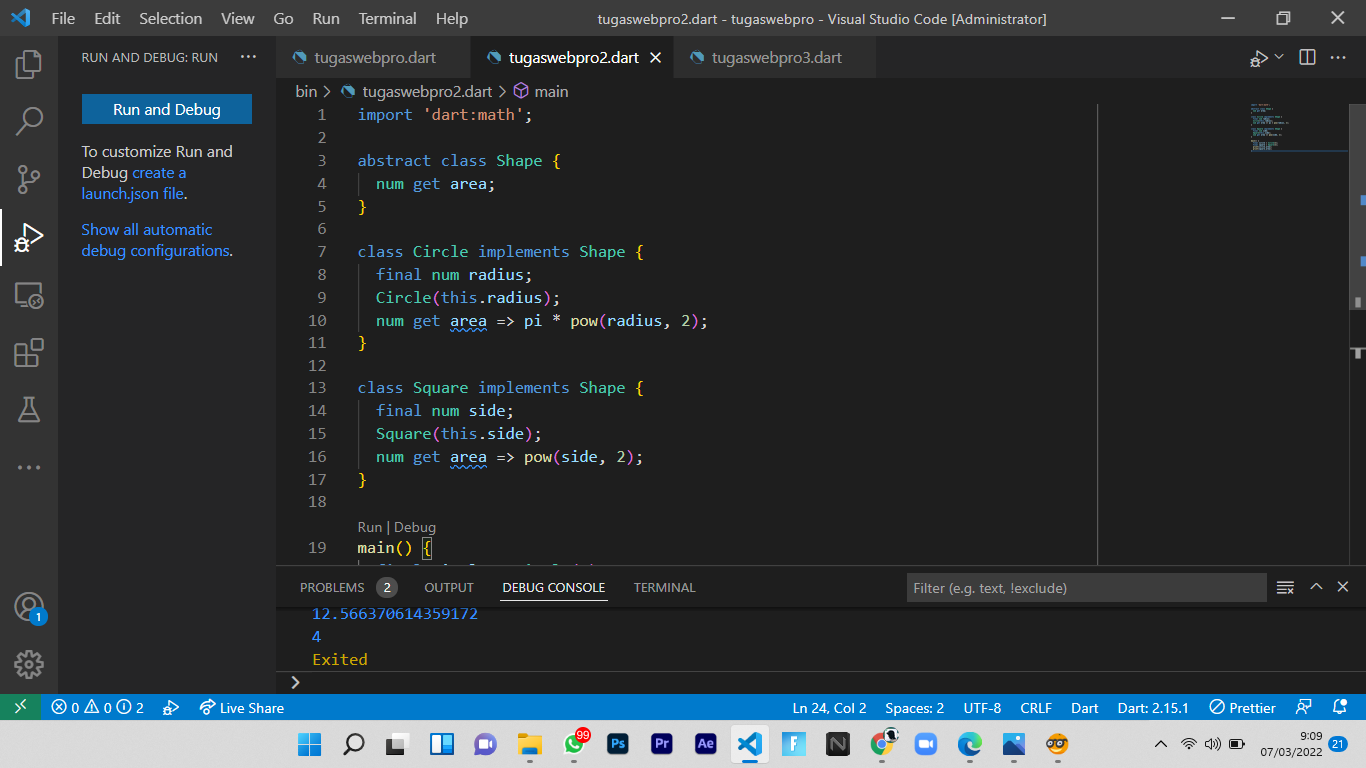 File Edit Selection View Go Run Terminal Help
tugaswebpro2.dart - tugaswebpro - Visual Studio Code [Administrator]
RUN AND DEBUG: RUN
Run and Debug
To customize Run and
Debug create a
launch.json file.
Show all automatic
debug configurations.
tugaswebpro.dart
tugaswebpro2.dart
tugaswebpro3.dart
bin > tugaswebpro2.dart > main
1 import 'dart:math';
2
3 abstract class Shape {
4 num get area;
5 }
6
7 class Circle implements Shape {
8 final num radius;
9 Circle(this.radius);
10 num get area => pi * pow(radius, 2);
11 }
12
13 class Square implements Shape {
14 final num side;
15 Square(this.side);
16 num get area => pow(side, 2);
17 }
18
Run | Debug
19 main() {
PROBLEMS 2 OUTPUT DEBUG CONSOLE TERMINAL
Filter (e.g. text, !exclude)
12.566370614359172
4
Exited
1
0 0 2 Live Share
Ln 24, Col 2 Spaces: 2 UTF-8 CRLF Dart Dart: 2.15.1 Prettier
99
Ps
Pr
Ae
F
N
9:09
07/03/2022
21